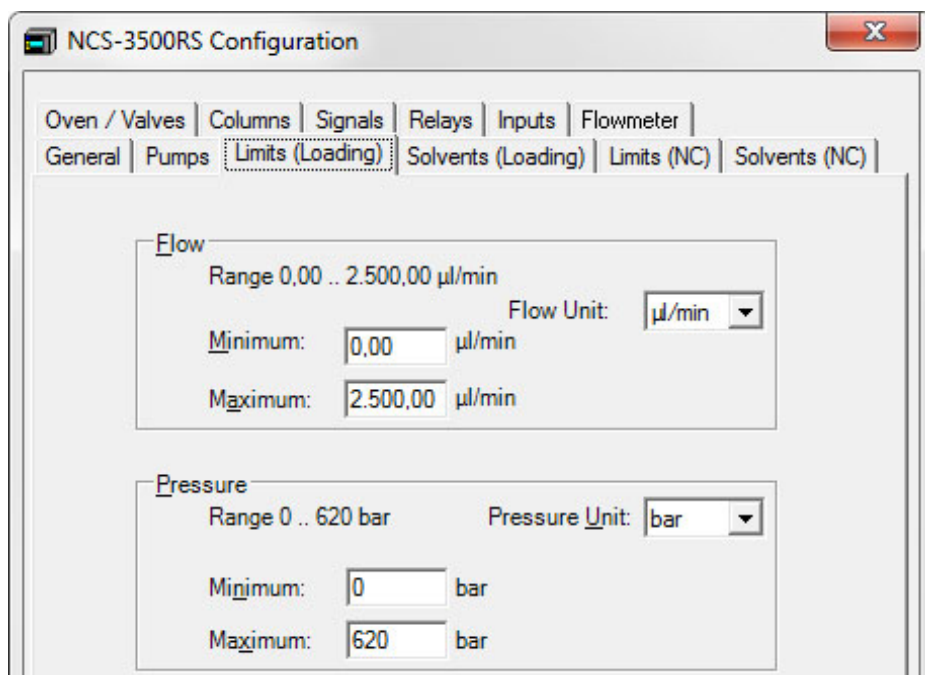 NCS-3500RS Configuration
Oven / Valves Columns Signals Relays Inputs Flowmeter
General Pumps Limits (Loading) Solvents (Loading) Limits (NC) Solvents (NC)
Flow
Range 0,00 .. 2.500,00 µl/min
Flow Unit: µl/min
Minimum: 0,00 µl/min
Maximum: 2.500,00 µl/min
Pressure
Range 0 .. 620 bar Pressure Unit: bar
Minimum: 0 bar
Maximum: 620 bar